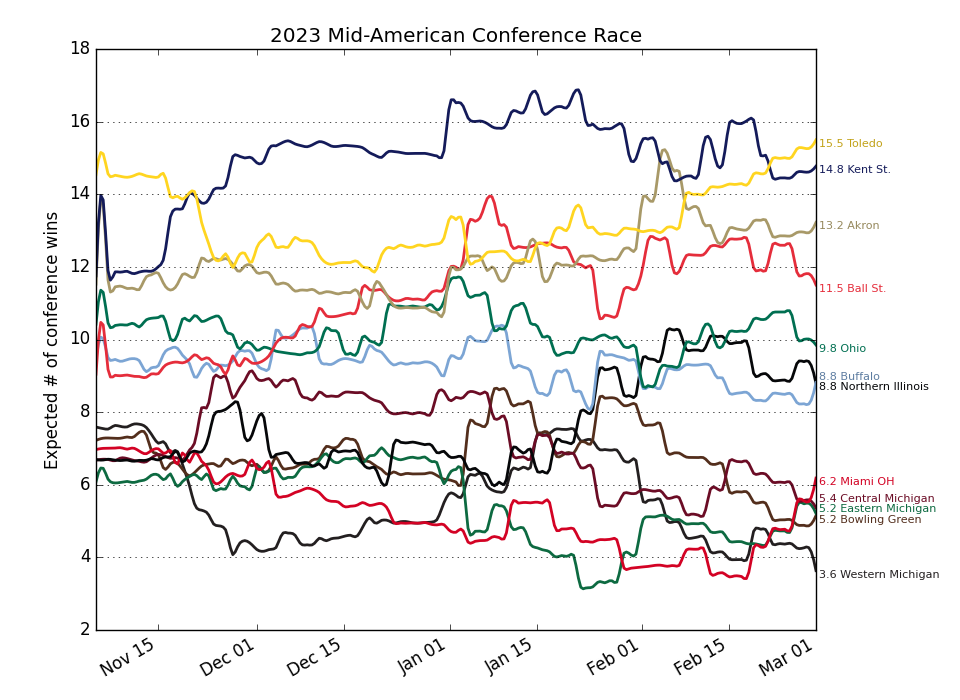 2023 Mid-American Conference Race
Expected # of conference wins
18
16
14
12
10
8
6
4
2
15.5 Toledo
14.8 Kent St.
13.2 Akron
11.5 Ball St.
9.8 Ohio
8.8 Buffalo
8.8 Northern Illinois
6.2 Miami OH
5.4 Central Michigan
5.2 Eastern Michigan
5.2 Bowling Green
3.6 Western Michigan
Nov 15
Dec 01
Dec 15
Jan 01
Jan 15
Feb 01
Feb 15
Mar 01